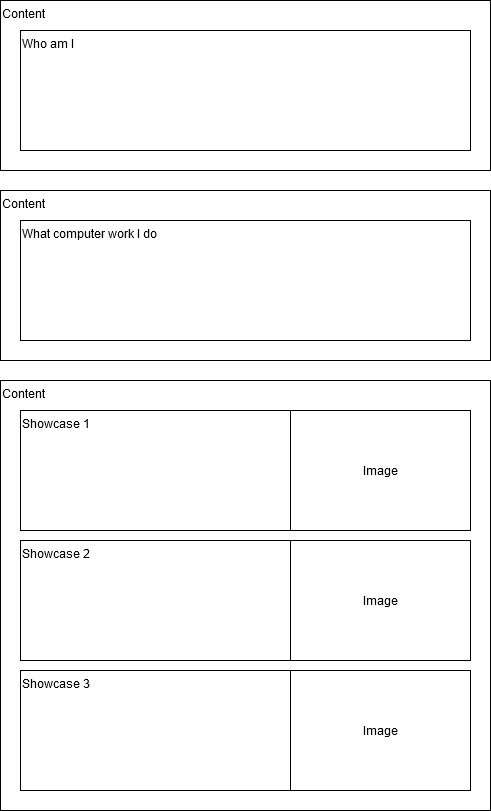 Content
Who am I
Content
What computer work I do
Content
Showcase 1
Image
Showcase 2
Image
Showcase 3
Image